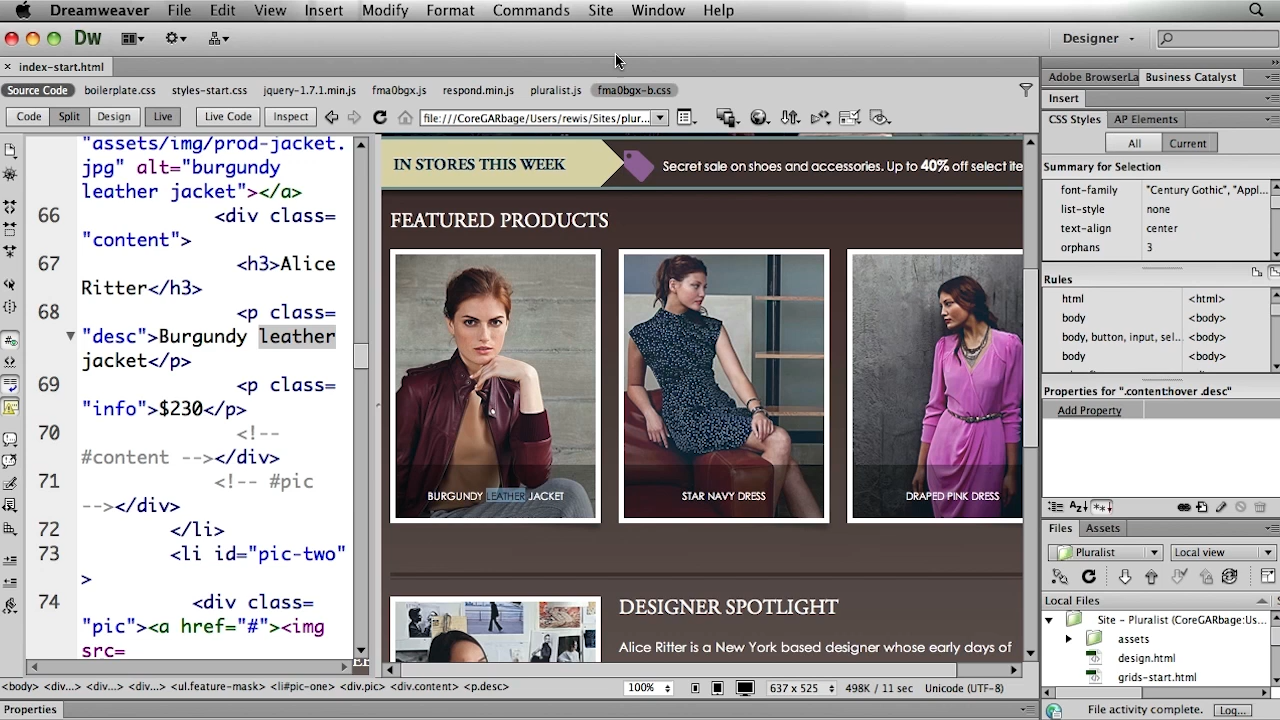 Dreamweaver File Edit View Insert Modify Format Commands Site Window Help
Dw Designer
index-start.html
Source Code boilerplate.css styles-start.css jquery-1.7.1.min.js fma0bgx.js respond.min.js pluralist.js fma0bgx-b.css
Code Split Design Live Live Code Inspect file:///CoreGARbage/Users/rewis/Sites/plur...
"assets/img/prod-jacket.
jpg" alt="burgundy
leather jacket"></a>
66 <div class=
"content">
67 <h3>Alice
Ritter</h3>
68 <p class=
"desc">Burgundy leather
jacket</p>
69 <p class=
"info">$230</p>
70 <!--
#content --></div>
71 <!-- #pic
--></div>
72 </li>
73 <li id="pic-two"
>
74 <div class=
"pic"><a href="#"><img
src=
IN STORES THIS WEEK
Secret sale on shoes and accessories. Up to 40% off select ite
FEATURED PRODUCTS
BURGUNDY LEATHER JACKET
STAR NAVY DRESS
DRAPED PINK DRESS
DESIGNER SPOTLIGHT
Alice Ritter is a New York based designer whose early days of
Adobe BrowserLa Business Catalyst
Insert
CSS Styles AP Elements
All Current
Summary for Selection
font-family "Century Gothic", "Appl...
list-style none
text-align center
orphans 3
Rules
html <html>
body <body>
body, button, input, sel... <body>
body <body>
Properties for ".content:hover .desc"
Add Property
Files Assets
Pluralist Local view
Local Files
Site - Pluralist (CoreGARbage:Us...
assets
design.html
grids-start.html
File activity complete. Log...
<body> <div...> <div...> <div...> <ul.feature-mask> <li#pic-one> <div.pic> <div.content> <p.desc>
100% 637 x 525 498K / 11 sec Unicode (UTF-8)
Properties